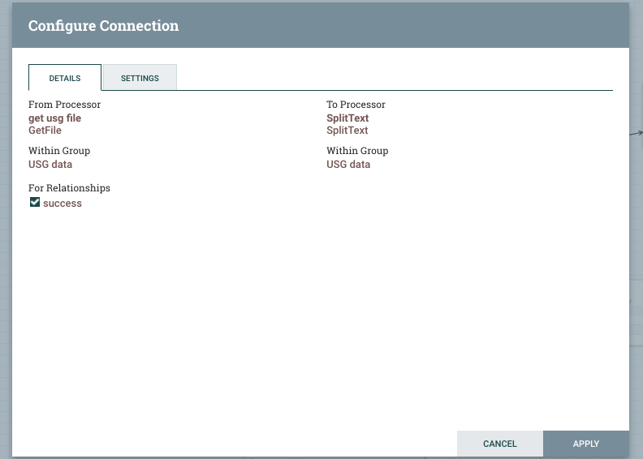 Configure Connection
DETAILS
SETTINGS
From Processor
get usg file
GetFile
Within Group
USG data
For Relationships
success
To Processor
SplitText
SplitText
Within Group
USG data
CANCEL
APPLY